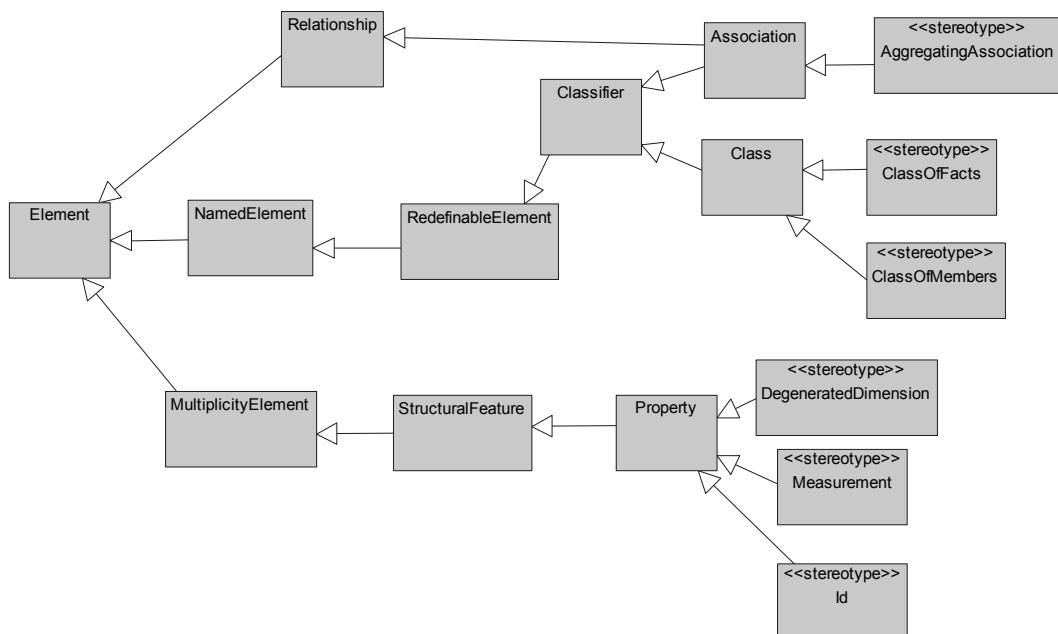 Relationship
Association
<<stereotype>>
AggregatingAssociation
Classifier
Class
<<stereotype>>
ClassOfFacts
Element
NamedElement
RedefinableElement
<<stereotype>>
ClassOfMembers
MultiplicityElement
StructuralFeature
Property
<<stereotype>>
DegeneratedDimension
<<stereotype>>
Measurement
<<stereotype>>
Id